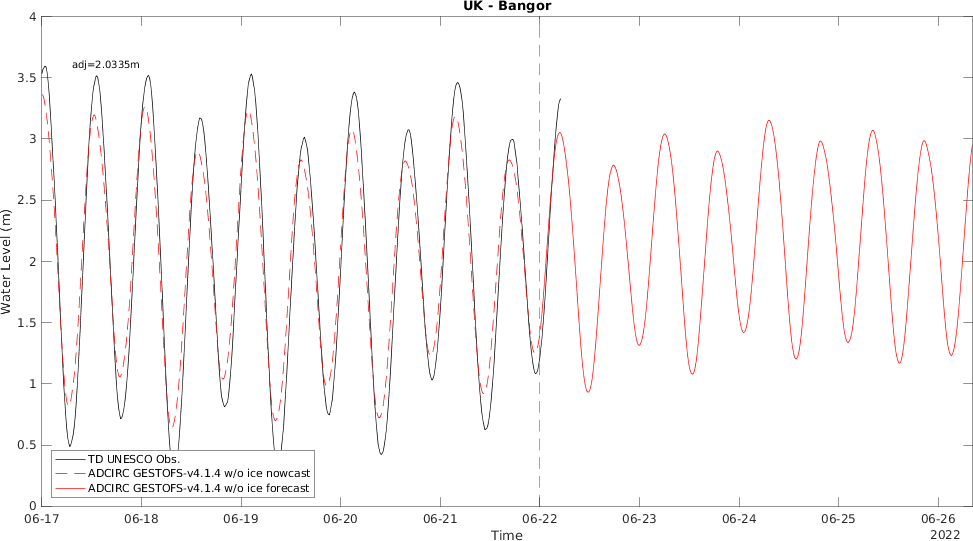 UK - Bangor
4
adj=2.0335m
3.5
3
2.5
2
1.5
1
0.5
0
Water Level (m)
TD UNESCO Obs.
ADCIRC GESTOFS-v4.1.4 w/o ice nowcast
ADCIRC GESTOFS-v4.1.4 w/o ice forecast
06-17 06-18 06-19 06-20 06-21 06-22 06-23 06-24 06-25 06-26
Time 2022